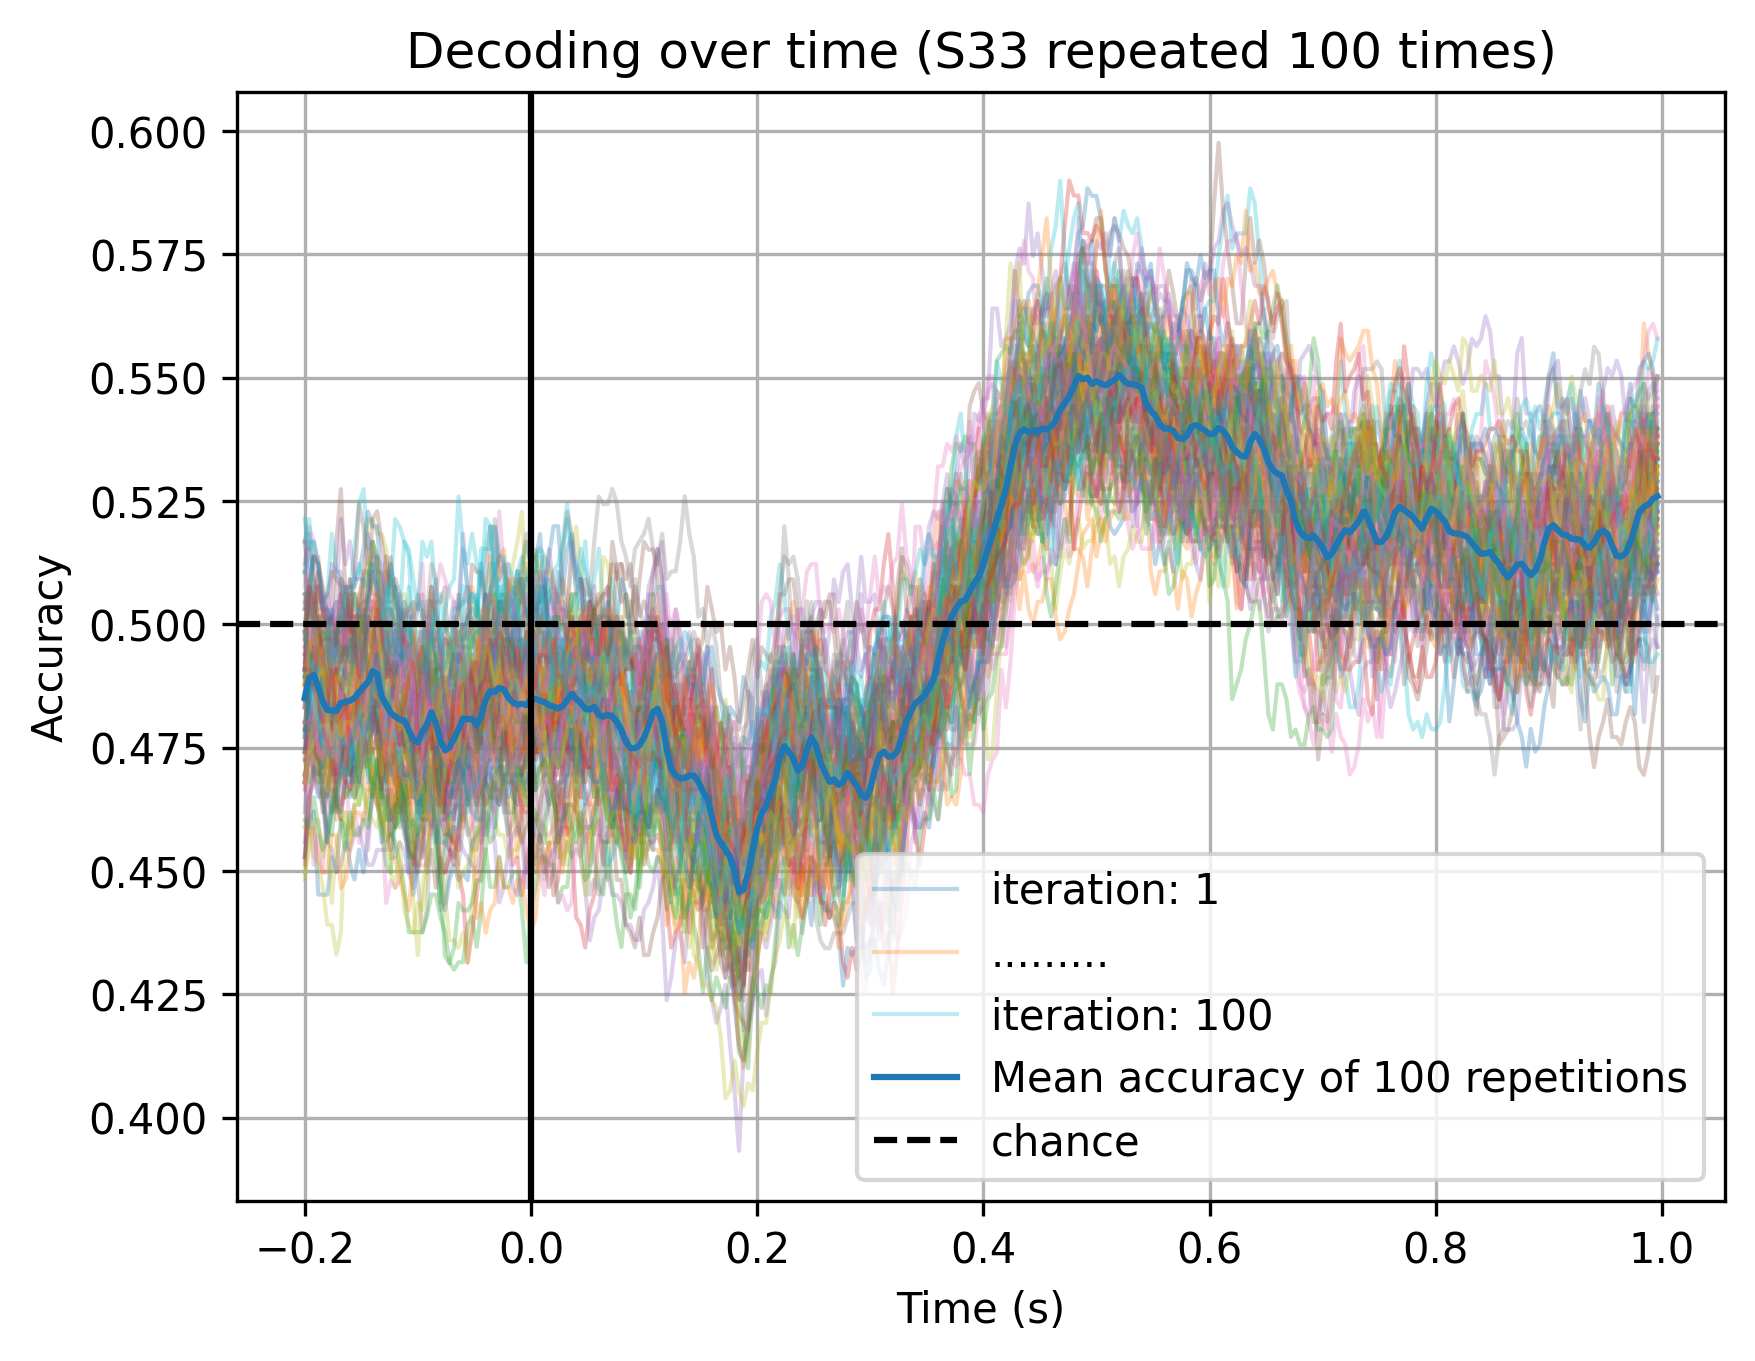 Decoding over time (S33 repeated 100 times)
Accuracy
0.600
0.575
0.550
0.525
0.500
0.475
0.450
0.425
0.400
iteration: 1
.........
iteration: 100
Mean accuracy of 100 repetitions
chance
−0.2 0.0 0.2 0.4 0.6 0.8 1.0
Time (s)